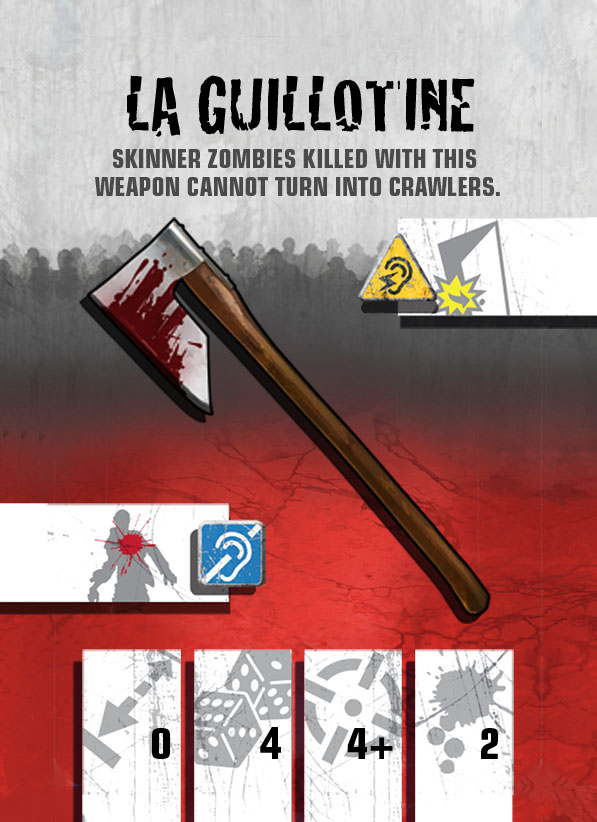 LA GUILLOTINE
SKINNER ZOMBIES KILLED WITH THIS
WEAPON CANNOT TURN INTO CRAWLERS.
0 4 4+ 2